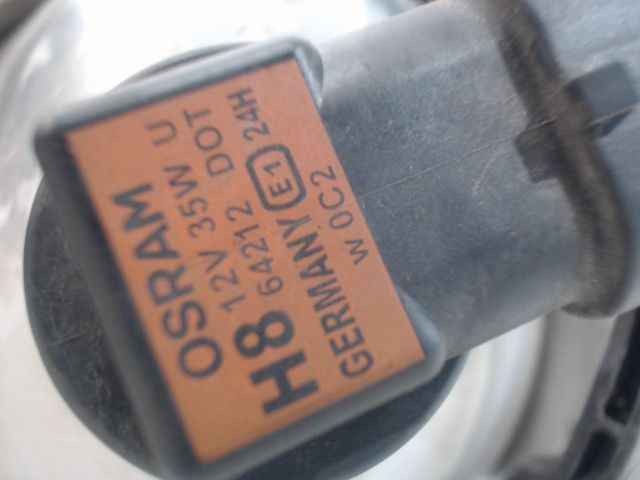 OSRAM
H8 12V 35W U
64212 DOT
GERMANY E1 24H
W 0C2